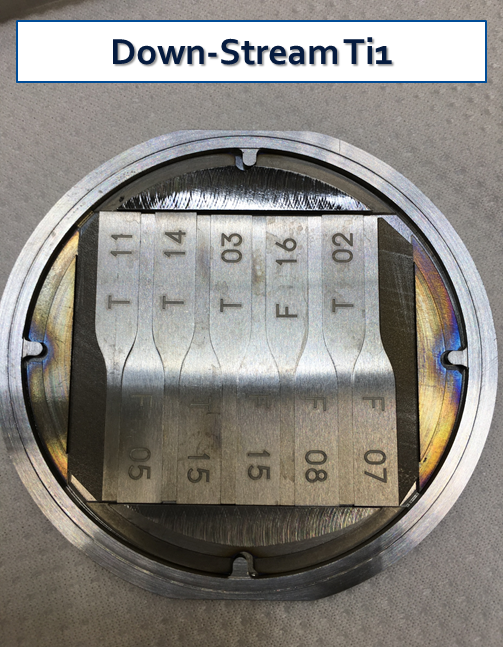 Down-Stream Ti1
T 11
T 14
T 03
F 16
T 02
F 05
T 15
F 15
F 08
F 07